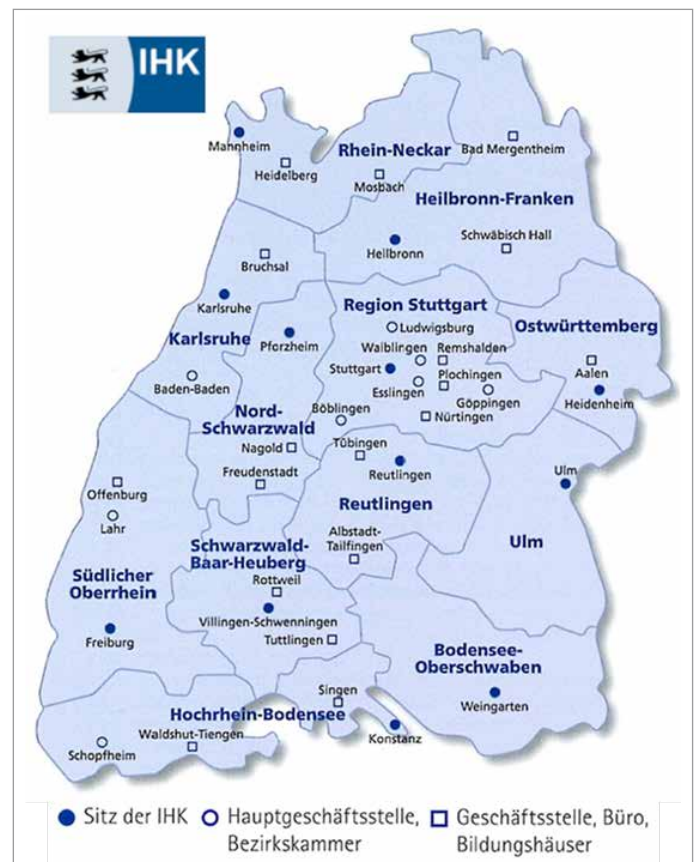 IHK
Mannheim
Heidelberg
Rhein-Neckar
Mosbach
Bad Mergentheim
Heilbronn-Franken
Heilbronn
Schwäbisch Hall
Bruchsal
Karlsruhe
Karlsruhe
Pforzheim
Baden-Baden
Region Stuttgart
Ludwigsburg
Waiblingen
Remshalden
Stuttgart
Plochingen
Esslingen
Göppingen
Böblingen
Nürtingen
Ostwürttemberg
Aalen
Heidenheim
Nord-
Schwarzwald
Nagold
Freudenstadt
Tübingen
Reutlingen
Reutlingen
Albstadt-
Tailfingen
Ulm
Ulm
Offenburg
Lahr
Südlicher
Oberrhein
Freiburg
Schwarzwald-
Baar-Heuberg
Rottweil
Villingen-Schwenningen
Tuttlingen
Bodensee-
Oberschwaben
Weingarten
Singen
Hochrhein-Bodensee
Waldshut-Tiengen
Schopfheim
Konstanz
Sitz der IHK
Hauptgeschäftsstelle,
Bezirkskammer
Geschäftsstelle, Büro,
Bildungshäuser